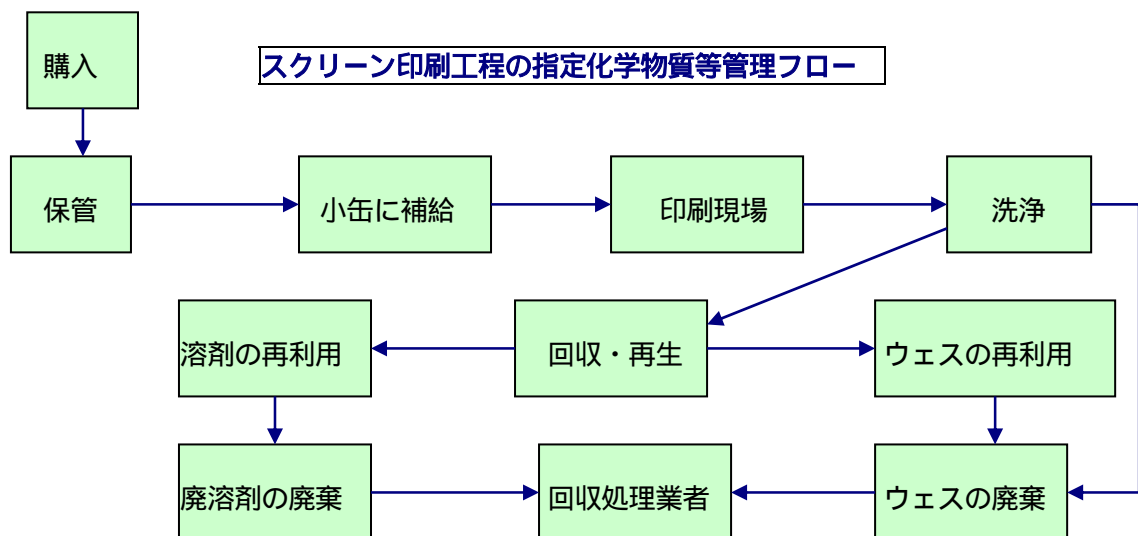 購入
スクリーン印刷工程の指定化学物質等管理フロー
保管
小缶に補給
印刷現場
洗浄
溶剤の再利用
回収・再生
ウェスの再利用
廃溶剤の廃棄
回収処理業者
ウェスの廃棄